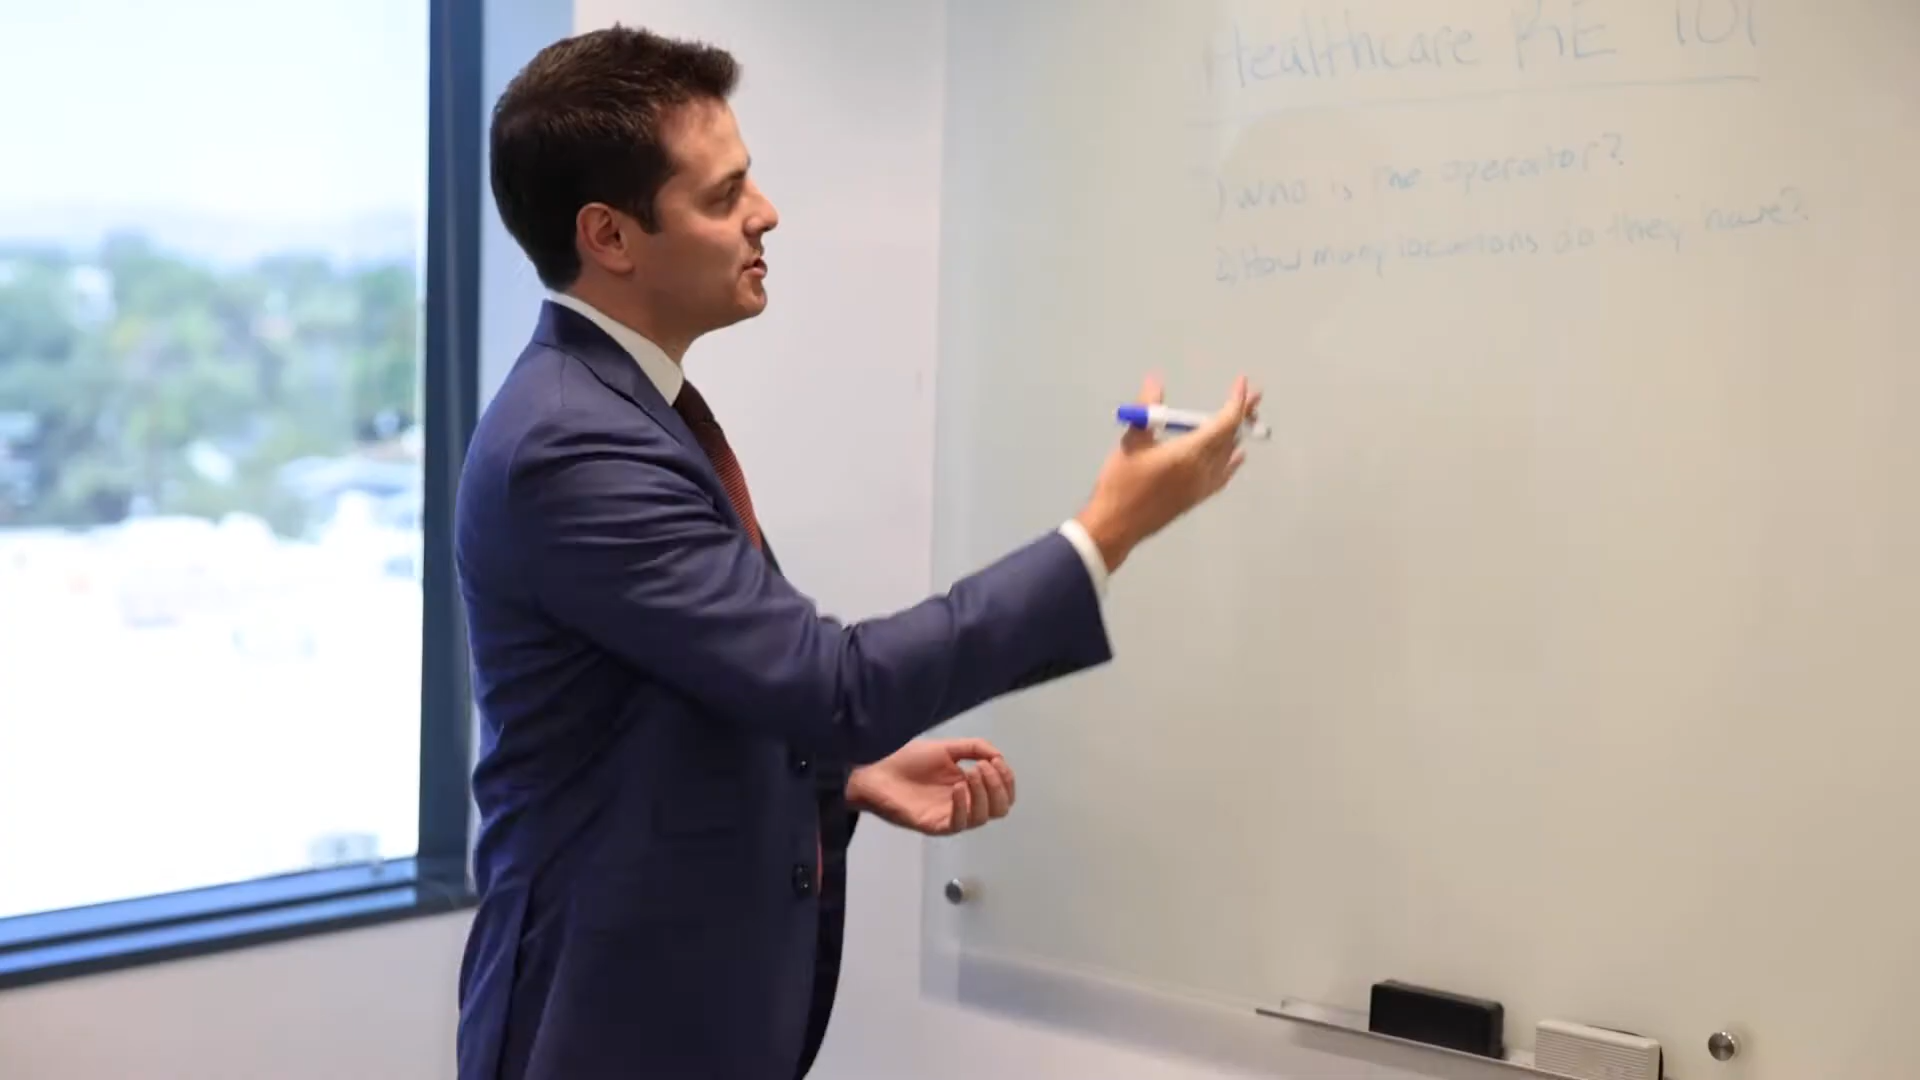 Healthcare RE 101
1) Who is the operator?
2) How many locations do they have?